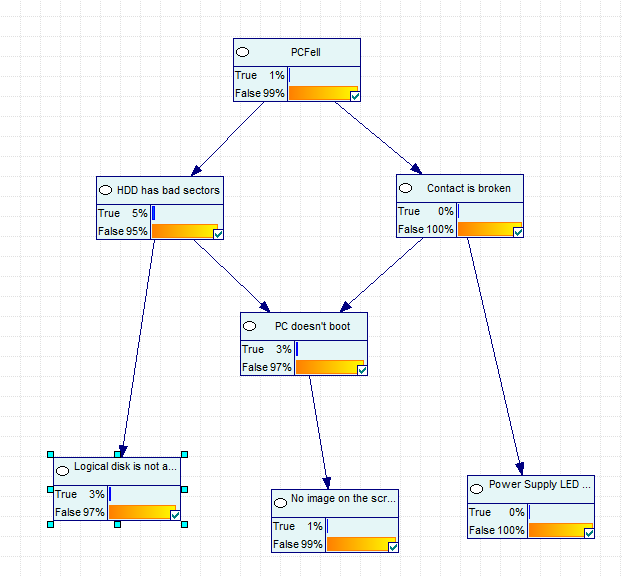 PCFell
True 1%
False 99%
HDD has bad sectors
True 5%
False 95%
Contact is broken
True 0%
False 100%
PC doesn't boot
True 3%
False 97%
Logical disk is not a...
True 3%
False 97%
No image on the scr...
True 1%
False 99%
Power Supply LED ...
True 0%
False 100%